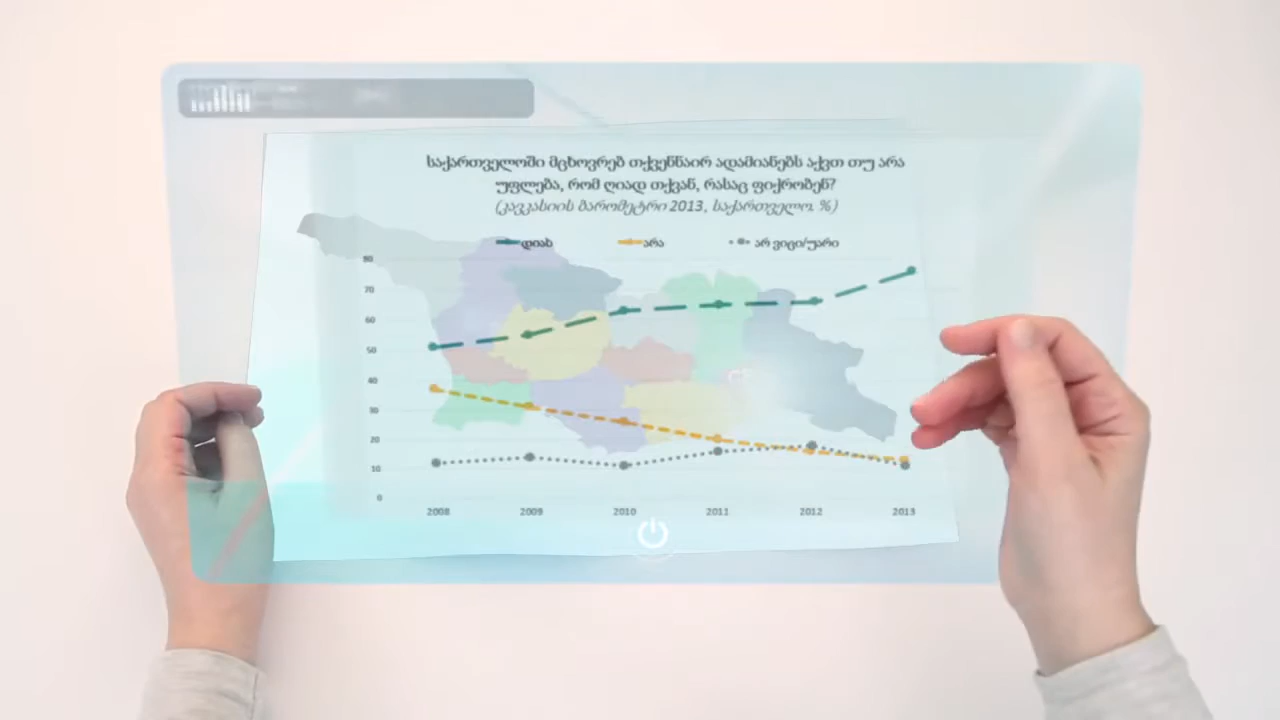 საქართველოში მცხოვრებ თქვენნაირ ადამიანებს აქვთ თუ არა
უფლება, რომ ღიად თქვან, რასაც ფიქრობენ?
(კავკასიის ბარომეტრი 2013, საქართველო. %)
დიახ არა არ ვიცი/უარი
80
70
60
50
40
30
20
10
0
2008 2009 2010 2011 2012 2013